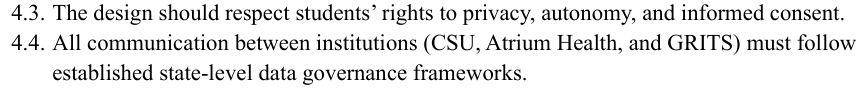 4.3. The design should respect students’ rights to privacy, autonomy, and informed consent.
4.4. All communication between institutions (CSU, Atrium Health, and GRITS) must follow
established state-level data governance frameworks.